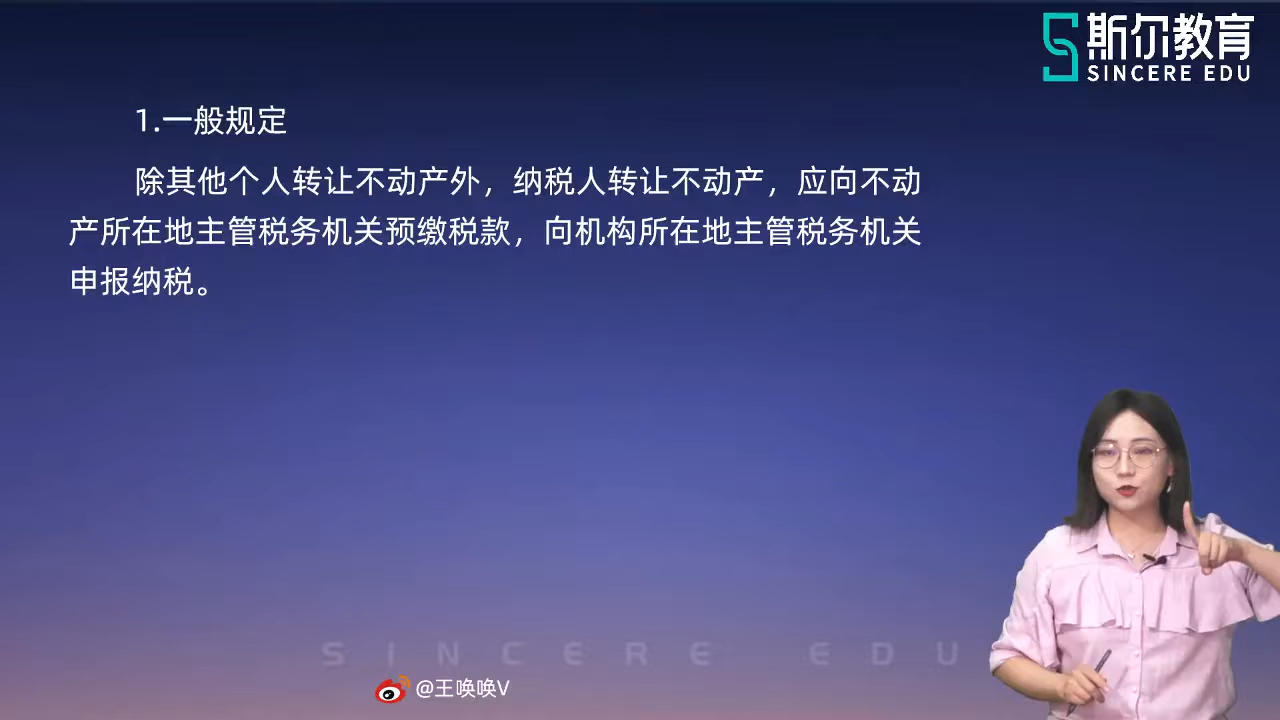 斯尔教育
SINCERE EDU
1.一般规定
除其他个人转让不动产外，纳税人转让不动产，应向不动
产所在地主管税务机关预缴税款，向机构所在地主管税务机关
申报纳税。
SINCERE EDU
@王唤唤V